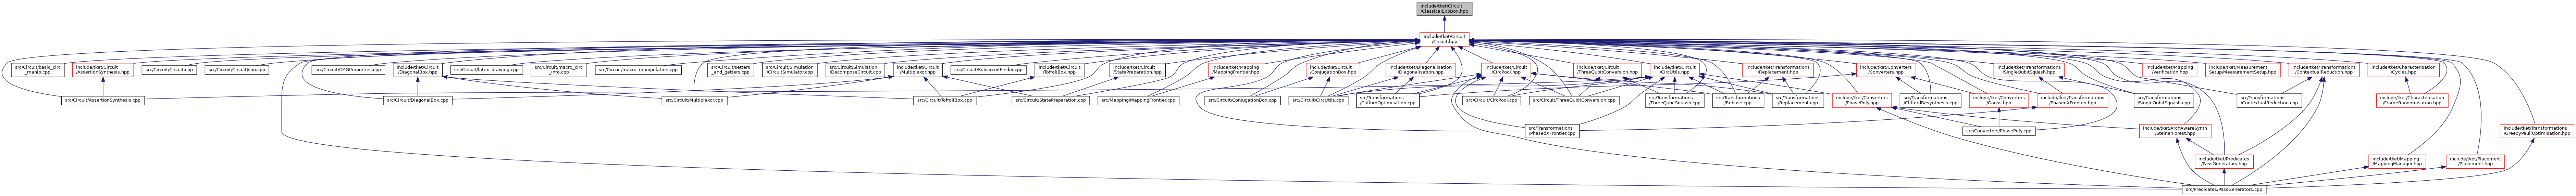 include/tket/Circuit
/ClassicalExpBox.hpp
include/tket/Circuit
/Circuit.hpp
src/Circuit/basic_circ
_manip.cpp
include/tket/Circuit
/AssertionSynthesis.hpp
src/Circuit/Circuit.cpp
src/Circuit/CircuitJson.cpp
src/Circuit/DAGProperties.cpp
include/tket/Circuit
/DiagonalBox.hpp
src/Circuit/latex_drawing.cpp
src/Circuit/macro_circ
_info.cpp
src/Circuit/macro_manipulation.cpp
src/Circuit/setters
_and_getters.cpp
src/Circuit/Simulation
/CircuitSimulator.cpp
src/Circuit/Simulation
/DecomposeCircuit.cpp
include/tket/Circuit
/Multiplexor.hpp
src/Circuit/SubcircuitFinder.cpp
include/tket/Circuit
/ToffoliBox.hpp
include/tket/Circuit
/StatePreparation.hpp
include/tket/Mapping
/MappingFrontier.hpp
include/tket/Circuit
/ConjugationBox.hpp
include/tket/Diagonalisation
/Diagonalisation.hpp
include/tket/Circuit
/CircPool.hpp
include/tket/Circuit
/ThreeQubitConversion.hpp
include/tket/Circuit
/CircUtils.hpp
include/tket/Transformations
/Replacement.hpp
include/tket/Converters
/Converters.hpp
include/tket/Transformations
/SingleQubitSquash.hpp
include/tket/Mapping
/Verification.hpp
include/tket/Measurement
Setup/MeasurementSetup.hpp
include/tket/Transformations
/ContextualReduction.hpp
include/tket/Characterisation
/Cycles.hpp
src/Circuit/AssertionSynthesis.cpp
src/Circuit/DiagonalBox.cpp
src/Circuit/Multiplexor.cpp
src/Circuit/ToffoliBox.cpp
src/Circuit/StatePreparation.cpp
src/Mapping/MappingFrontier.cpp
src/Circuit/ConjugationBox.cpp
src/Circuit/CircUtils.cpp
src/Transformations
/CliffordOptimisation.cpp
src/Circuit/CircPool.cpp
src/Circuit/ThreeQubitConversion.cpp
src/Transformations
/ThreeQubitSquash.cpp
src/Transformations
/Rebase.cpp
src/Transformations
/Replacement.cpp
include/tket/Converters
/PhasePoly.hpp
src/Transformations
/CliffordResynthesis.cpp
include/tket/Converters
/Gauss.hpp
include/tket/Transformations
/PhasedXFrontier.hpp
src/Transformations
/SingleQubitSquash.cpp
src/Transformations
/ContextualReduction.cpp
include/tket/Characterisation
/FrameRandomisation.hpp
src/Transformations
/PhasedXFrontier.cpp
src/Converters/PhasePoly.cpp
include/tket/ArchAwareSynth
/SteinerForest.hpp
include/tket/Transformations
/GreedyPauliOptimisation.hpp
include/tket/Predicates
/PassGenerators.hpp
include/tket/Mapping
/MappingManager.hpp
include/tket/Placement
/Placement.hpp
src/Predicates/PassGenerators.cpp